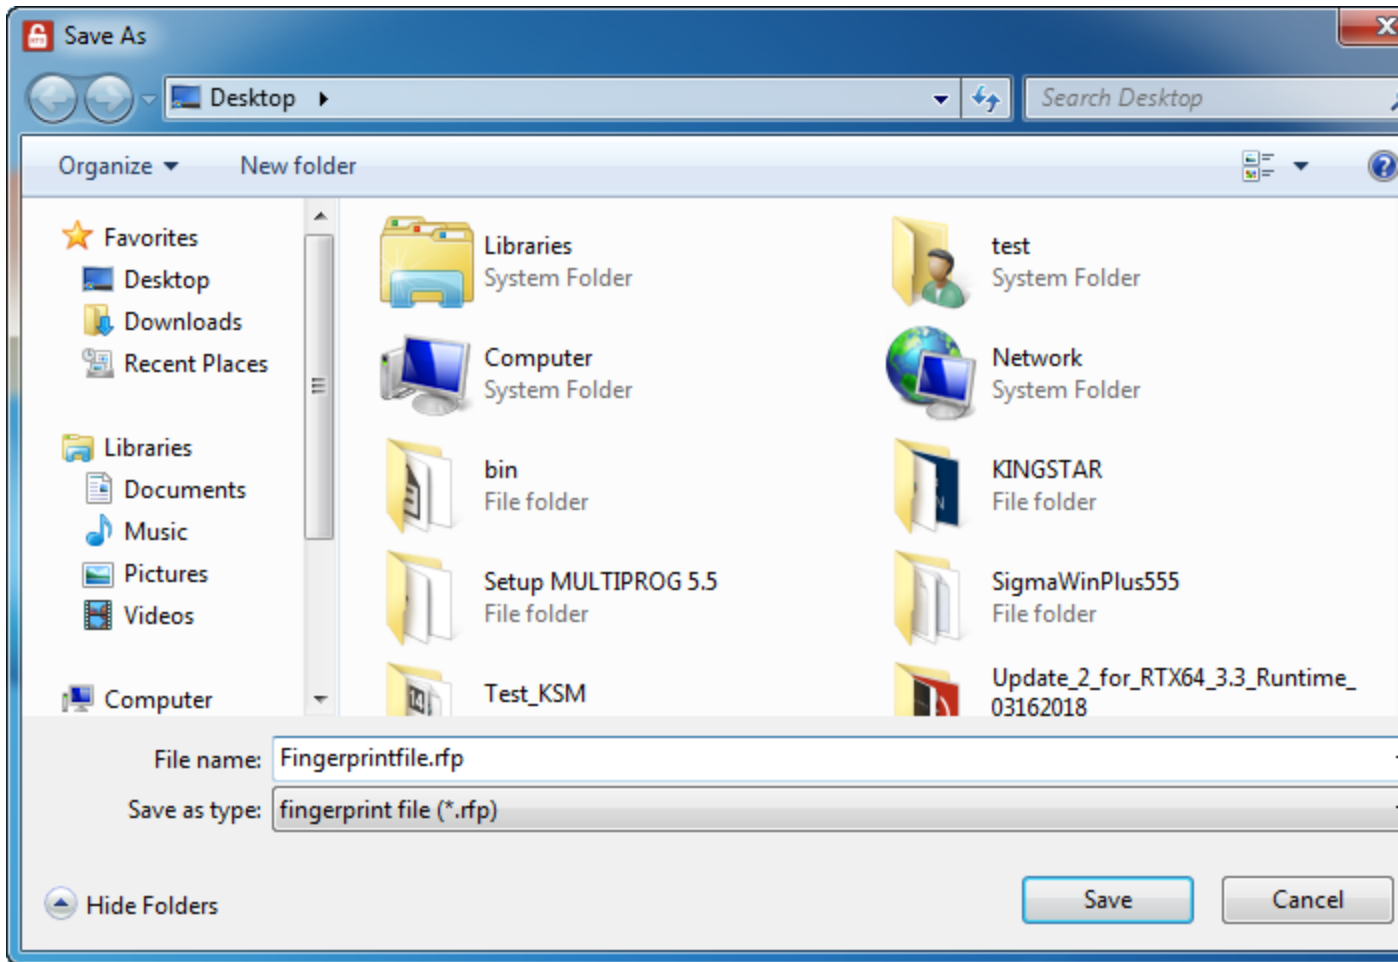 Save As
Desktop
Search Desktop
Organize
New folder
Favorites
Desktop
Downloads
Recent Places
Libraries
Documents
Music
Pictures
Videos
Computer
Libraries
System Folder
test
System Folder
Computer
System Folder
Network
System Folder
bin
File folder
KINGSTAR
File folder
Setup MULTIPROG 5.5
File folder
SigmaWinPlus555
File folder
Test_KSM
Update_2_for_RTX64_3.3_Runtime_
03162018
File name: Fingerprintfile.rfp
Save as type: fingerprint file (*.rfp)
Hide Folders
Save
Cancel